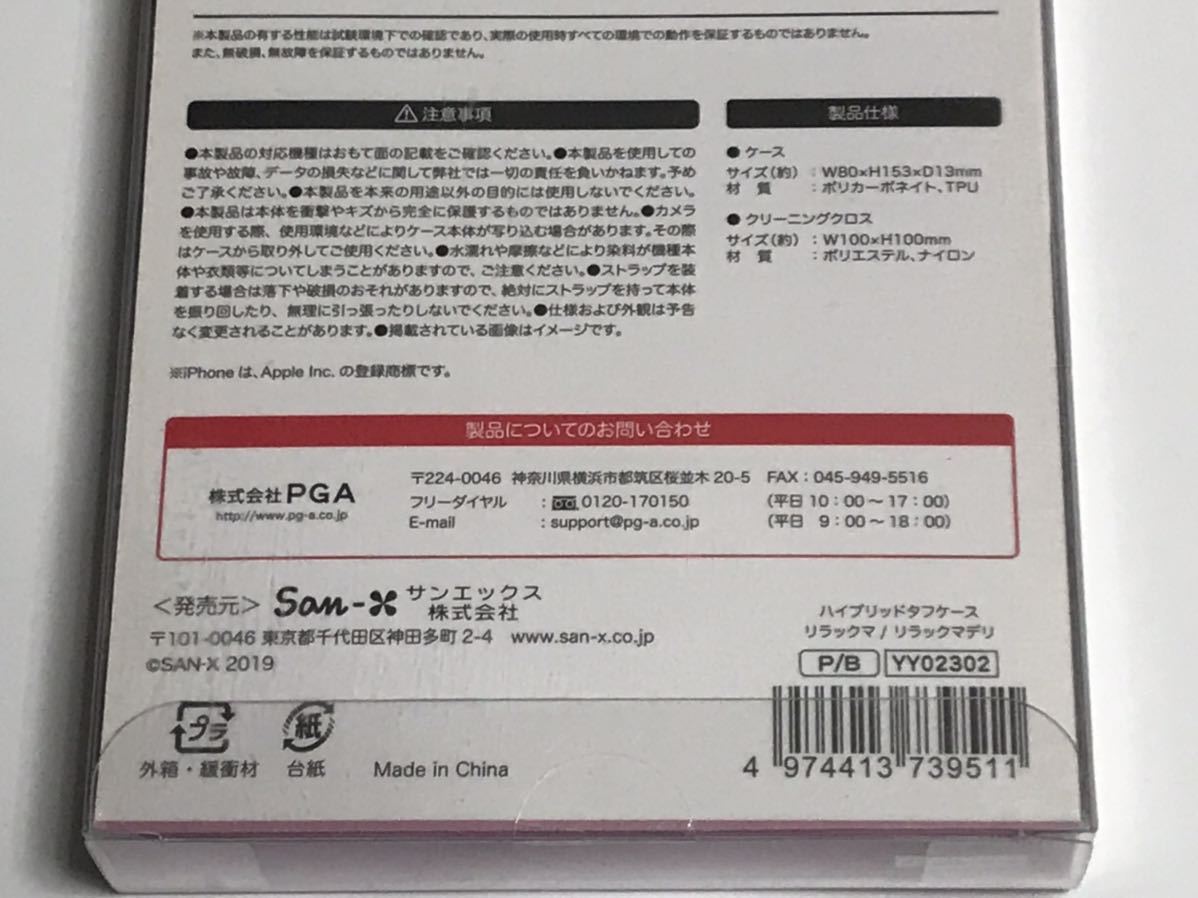 ※本製品の有する性能は試験環境下での確認であり、実際の使用時すべての環境での動作を保証するものではありません。
また、無破損、無故障を保証するものではありません。
注意事項
●本製品の対応機種はおもて面の記載をご確認ください。●本製品を使用しての
事故や故障、データの損失などに関して弊社では一切の責任を負いかねます。予め
ご了承ください。●本製品を本来の用途以外の目的には使用しないでください。
●本製品は本体を衝撃やキズから完全に保護するものではありません。●カメラ
を使用する際、使用環境などによりケース本体が写り込む場合があります。その際
はケースから取り外してご使用ください。●水濡れや摩擦などにより染料が機種本
体や衣類等についてしまうことがありますので、ご注意ください。●ストラップを装
着する場合は落下や破損のおそれがありますので、絶対にストラップを持って本体
を振り回したり、無理に引っ張ったりしないでください。●仕様および外観は予告
なく変更されることがあります。●掲載されている画像はイメージです。
※iPhone は、Apple Inc. の登録商標です。
製品仕様
●ケース
サイズ(約) : W80×H153×D13mm
材 質 : ポリカーボネイト、TPU
●クリーニングクロス
サイズ(約) : W100×H100mm
材 質 : ポリエステル、ナイロン
製品についてのお問い合わせ
株式会社PGA
http://www.pg-a.co.jp
〒224-0046 神奈川県横浜市都筑区桜並木 20-5 FAX : 045-949-5516
フリーダイヤル : 0120-170150 (平日 10:00~17:00)
E-mail : support@pg-a.co.jp (平日 9:00~18:00)
<発売元> San-X サンエックス
株式会社
〒101-0046 東京都千代田区神田多町 2-4 www.san-x.co.jp
©SAN-X 2019
ハイブリッドタフケース
リラックマ / リラックマデリ
P/B YY02302
プラ
外箱・緩衝材
紙
台紙
Made in China
4 974413 739511